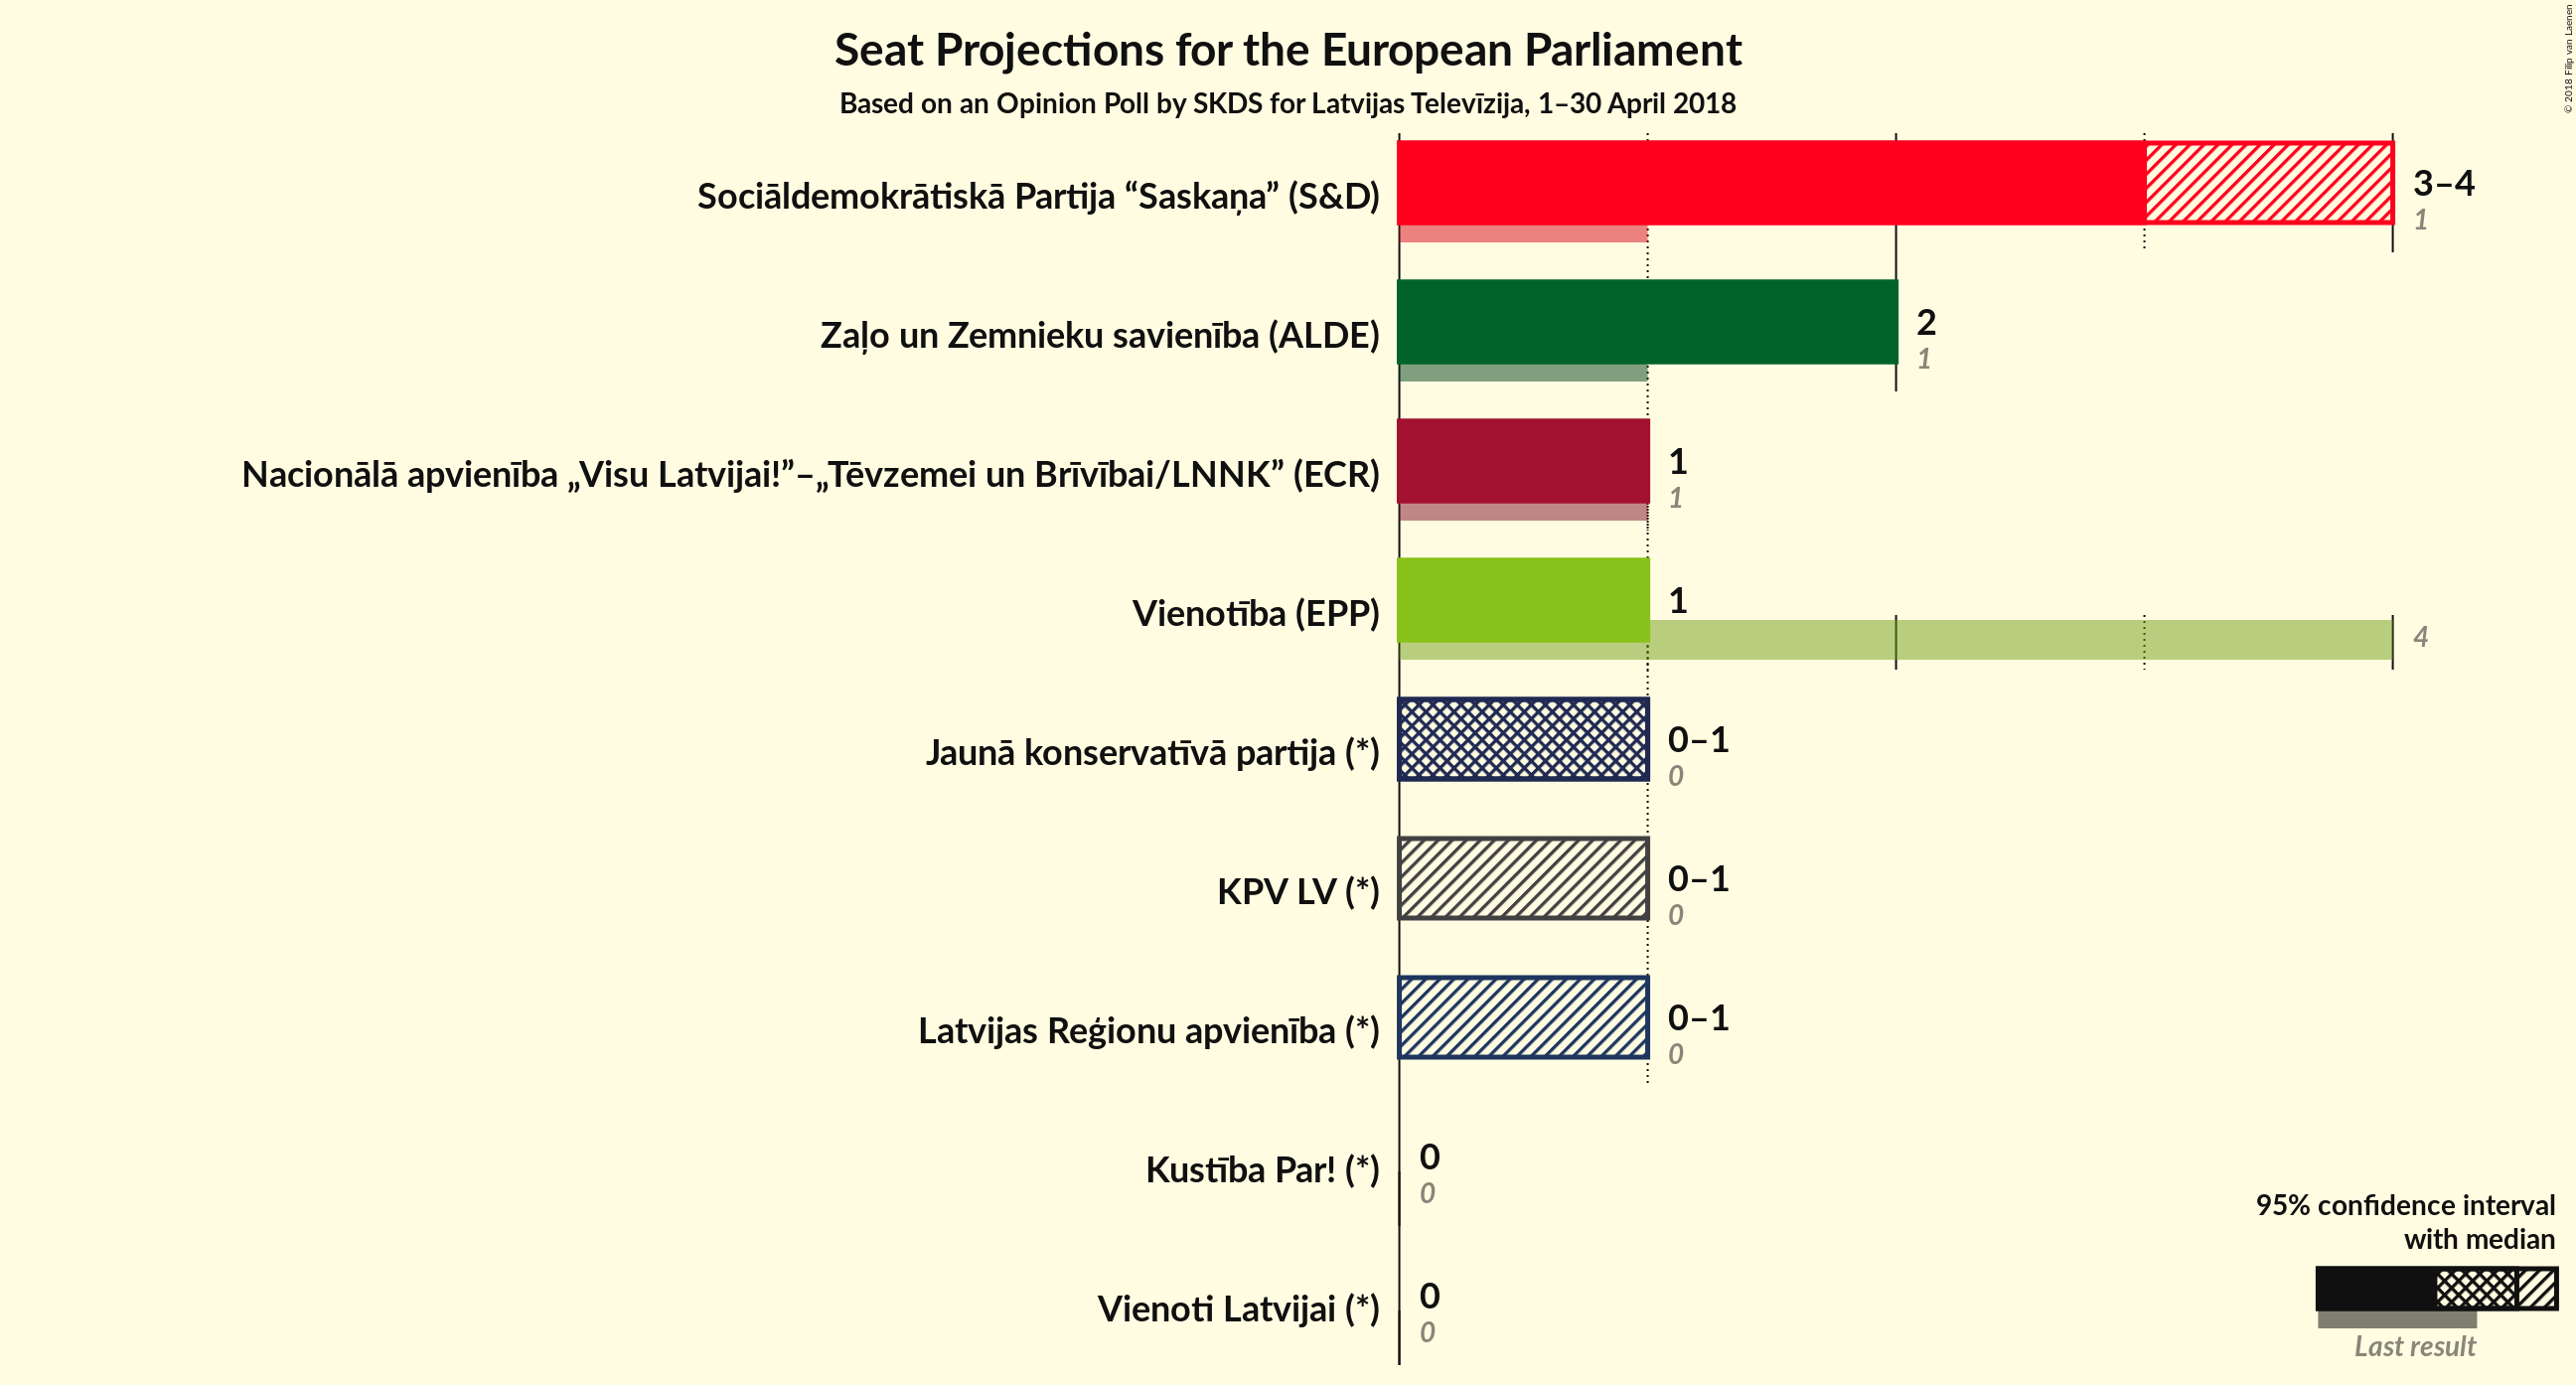 Seat Projections for the European Parliament
Based on an Opinion Poll by SKDS for Latvijas Televīzija, 1–30 April 2018
© 2018 Filip van Laenen
Sociāldemokrātiskā Partija “Saskaņa” (S&D)
3–4
1
Zaļo un Zemnieku savienība (ALDE)
2
1
Nacionālā apvienība „Visu Latvijai!”–„Tēvzemei un Brīvībai/LNNK” (ECR)
1
1
Vienotība (EPP)
1
4
Jaunā konservatīvā partija (*)
0–1
0
KPV LV (*)
0–1
0
Latvijas Reģionu apvienība (*)
0–1
0
Kustība Par! (*)
0
0
Vienoti Latvijai (*)
0
0
95% confidence interval
with median
Last result